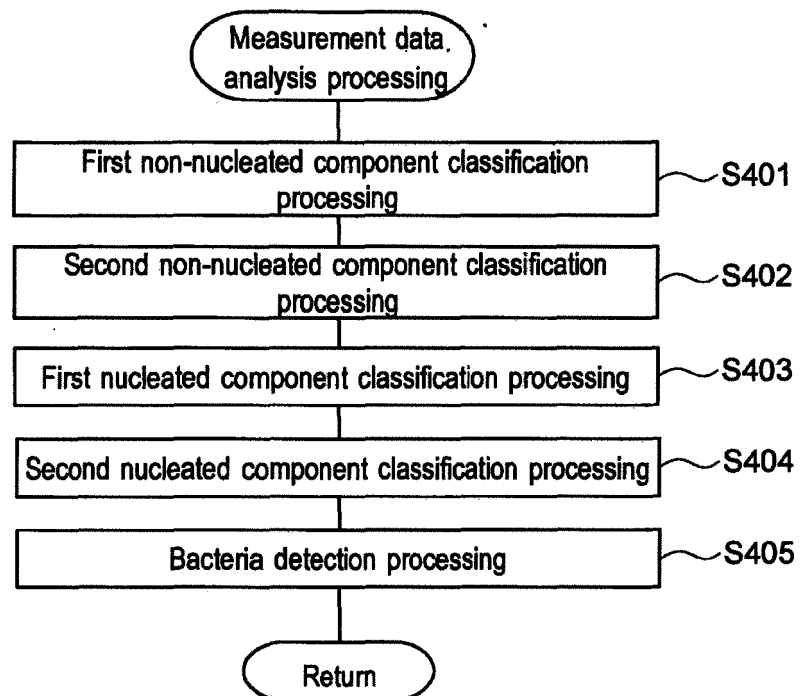 Measurement data
analysis processing
First non-nucleated component classification
processing
S401
Second non-nucleated component classification
processing
S402
First nucleated component classification processing
S403
Second nucleated component classification processing
S404
Bacteria detection processing
S405
Return